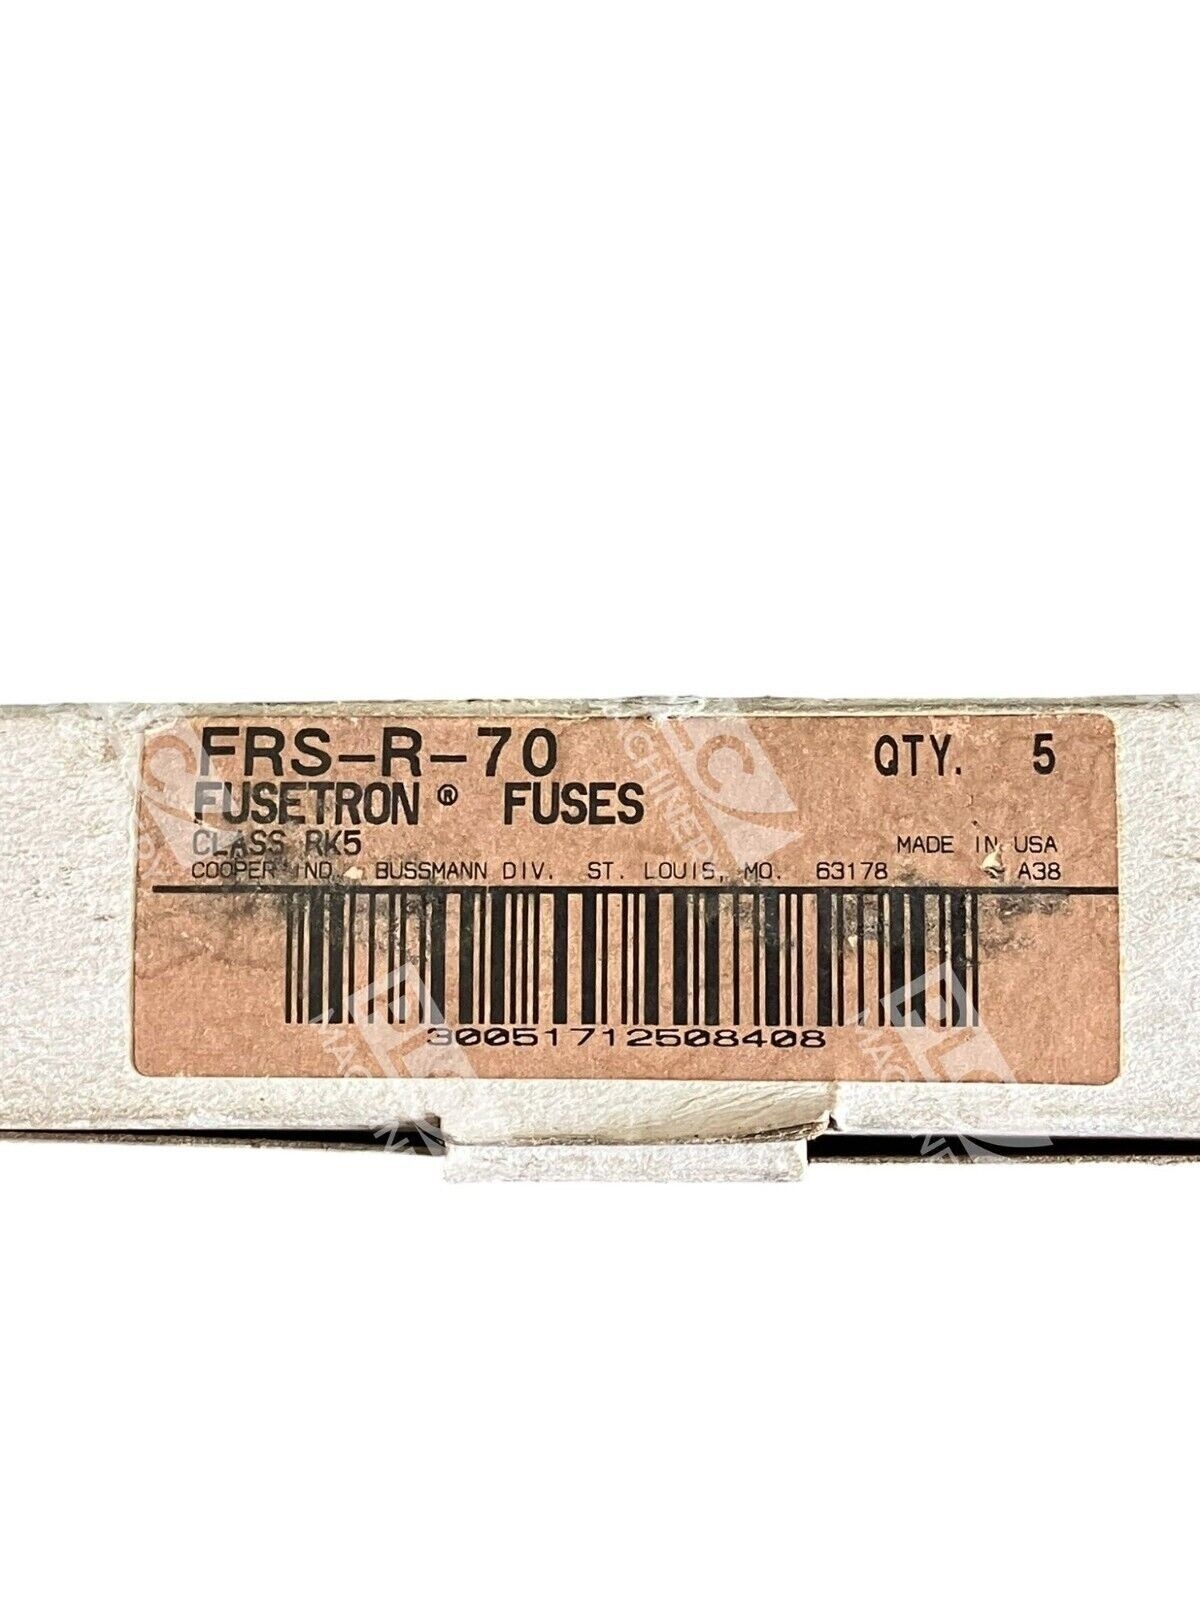 FRS-R-70 QTY. 5
FUSETRON® FUSES
CLASS RK5 MADE IN USA
COOPER IND. BUSSMANN DIV. ST. LOUIS, MO. 63178 A38
30051712508408